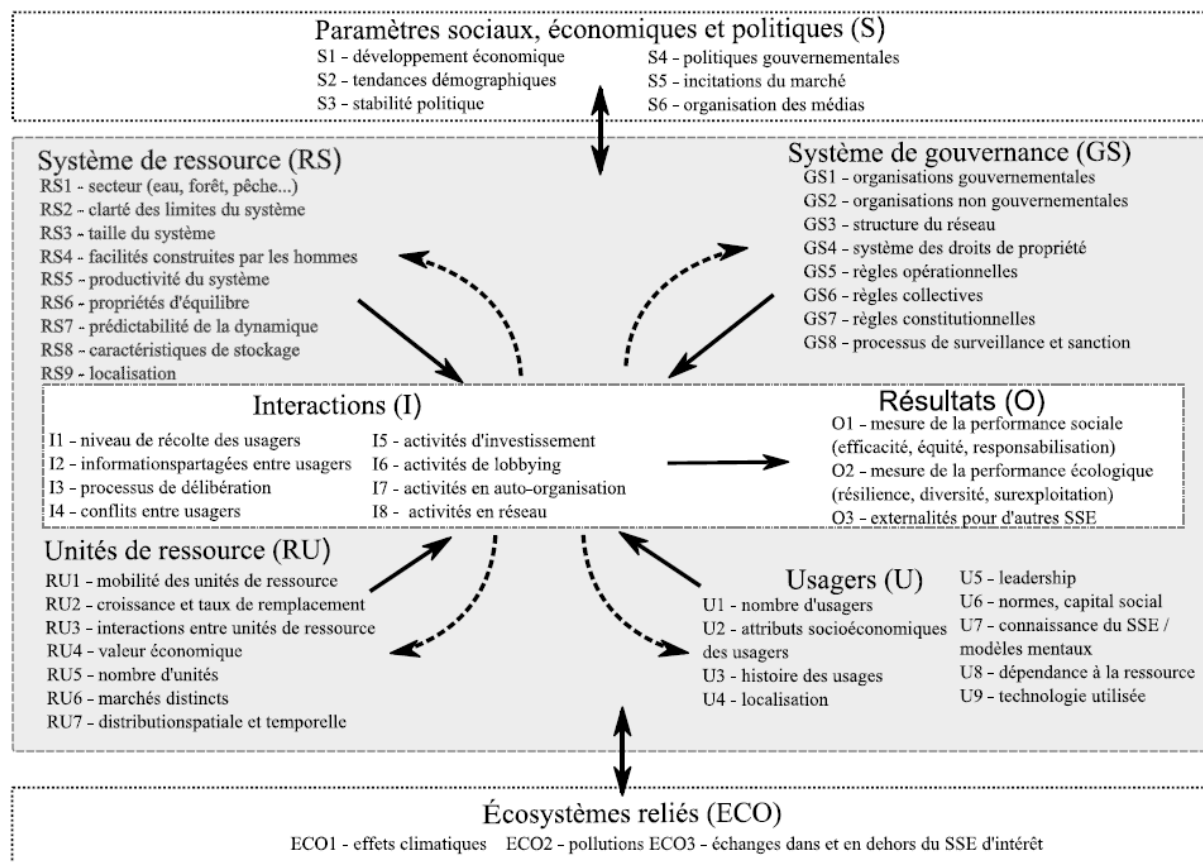 Paramètres sociaux, économiques et politiques (S)
S1 - développement économique
S2 - tendances démographiques
S3 - stabilité politique
S4 - politiques gouvernementales
S5 - incitations du marché
S6 - organisation des médias
Système de ressource (RS)
RS1 - secteur (eau, forêt, pêche...)
RS2 - clarté des limites du système
RS3 - taille du système
RS4 - facilités construites par les hommes
RS5 - productivité du système
RS6 - propriétés d'équilibre
RS7 - prédictabilité de la dynamique
RS8 - caractéristiques de stockage
RS9 - localisation
Système de gouvernance (GS)
GS1 - organisations gouvernementales
GS2 - organisations non gouvernementales
GS3 - structure du réseau
GS4 - système des droits de propriété
GS5 - règles opérationnelles
GS6 - règles collectives
GS7 - règles constitutionnelles
GS8 - processus de surveillance et sanction
Interactions (I)
I1 - niveau de récolte des usagers
I2 - informationspartagées entre usagers
I3 - processus de délibération
I4 - conflits entre usagers
I5 - activités d'investissement
I6 - activités de lobbying
I7 - activités en auto-organisation
I8 - activités en réseau
Résultats (O)
O1 - mesure de la performance sociale
(efficacité, équité, responsabilisation)
O2 - mesure de la performance écologique
(résilience, diversité, surexploitation)
O3 - externalités pour d'autres SSE
Unités de ressource (RU)
RU1 - mobilité des unités de ressource
RU2 - croissance et taux de remplacement
RU3 - interactions entre unités de ressource
RU4 - valeur économique
RU5 - nombre d'unités
RU6 - marchés distincts
RU7 - distributionspatiale et temporelle
Usagers (U)
U1 - nombre d'usagers
U2 - attributs socioéconomiques
des usagers
U3 - histoire des usages
U4 - localisation
U5 - leadership
U6 - normes, capital social
U7 - connaissance du SSE /
modèles mentaux
U8 - dépendance à la ressource
U9 - technologie utilisée
Écosystèmes reliés (ECO)
ECO1 - effets climatiques ECO2 - pollutions ECO3 - échanges dans et en dehors du SSE d'intérêt